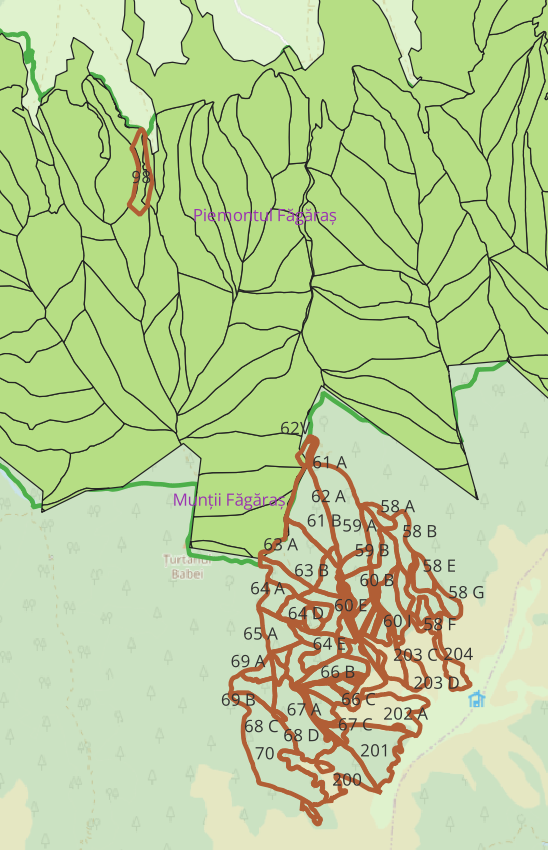 98
Piemontul Făgăraș
62V
61 A
Munții Făgăraș
62 A
58 A
61 B
59 A
58 B
63 A
59 B
Turtanul
Babei
63 B
60 B
58 E
64 A
58 G
64 D
60 E
60 J
58 F
65 A
64 E
203 C
204
69 A
66 B
203 D
69 B
66 C
67 A
202 A
68 C
67 C
68 D
70
201
200